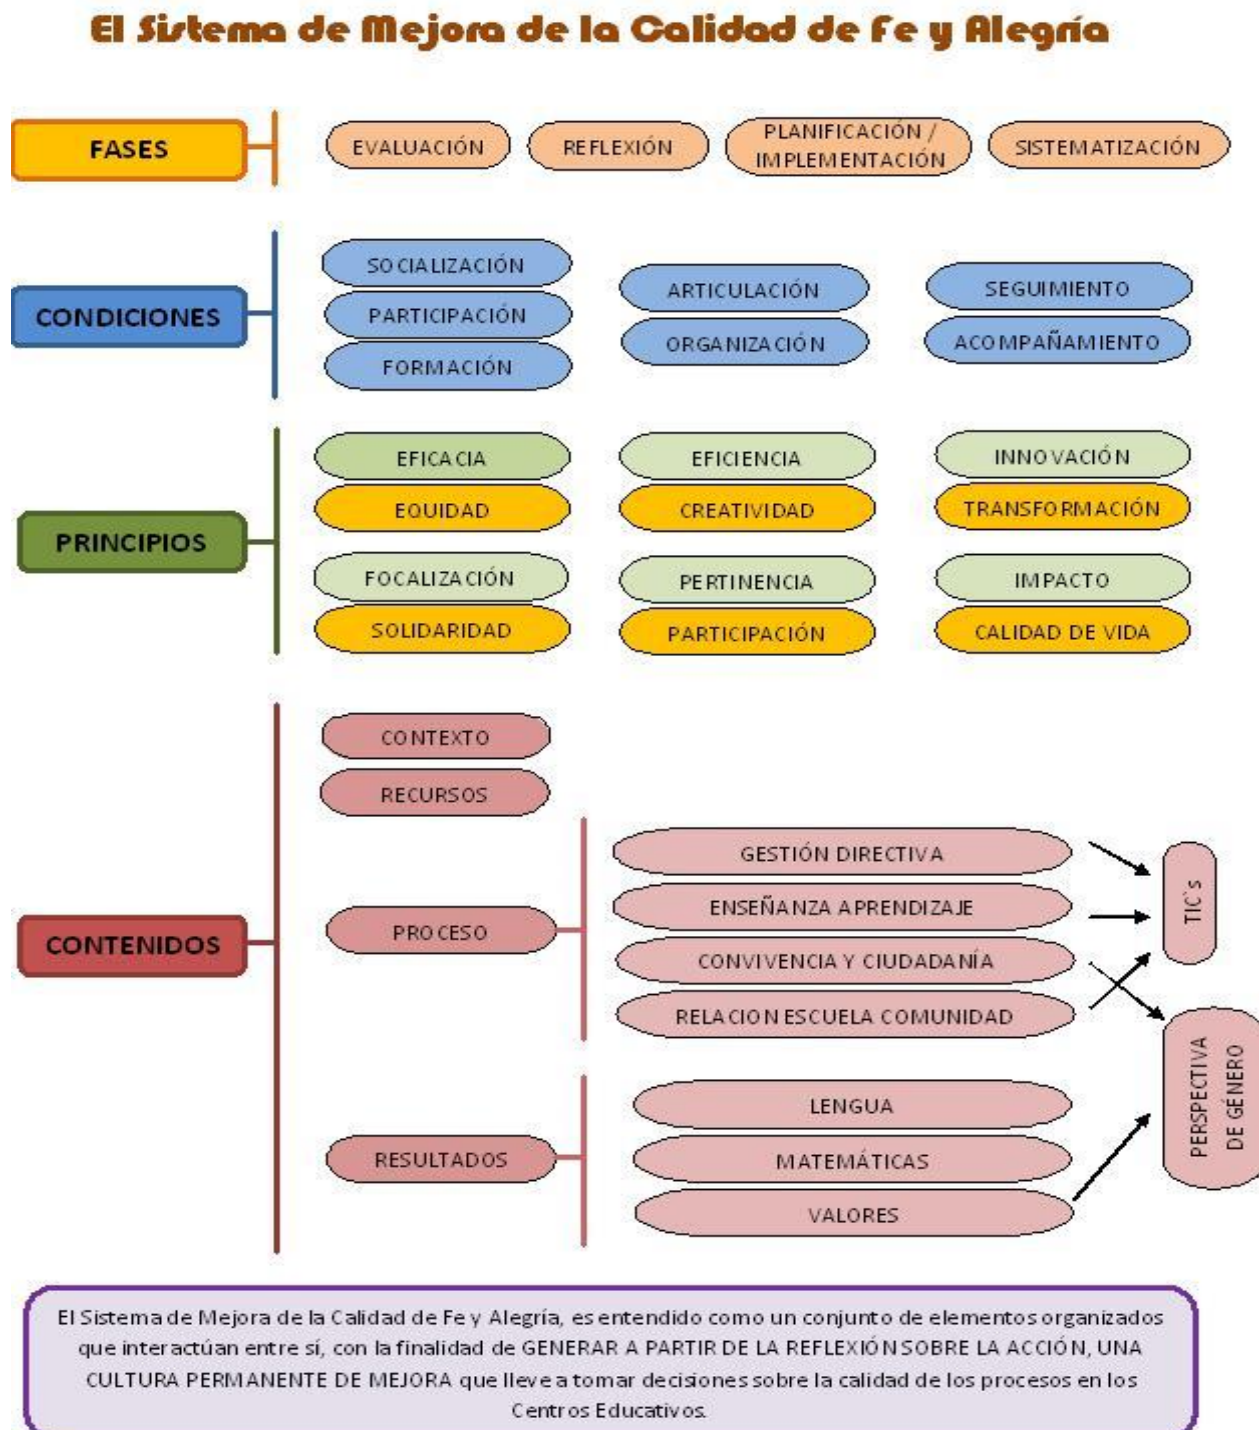 El Sistema de Mejora de la Calidad de Fe y Alegría
FASES
EVALUACIÓN
REFLEXIÓN
PLANIFICACIÓN /
IMPLEMENTACIÓN
SISTEMATIZACIÓN
CONDICIONES
SOCIALIZACIÓN
PARTICIPACIÓN
FORMACIÓN
ARTICULACIÓN
ORGANIZACIÓN
SEGUIMIENTO
ACOMPAÑAMIENTO
PRINCIPIOS
EFICACIA
EFICIENCIA
INNOVACIÓN
EQUIDAD
CREATIVIDAD
TRANSFORMACIÓN
FOCALIZACIÓN
PERTINENCIA
IMPACTO
SOLIDARIDAD
PARTICIPACIÓN
CALIDAD DE VIDA
CONTENIDOS
CONTEXTO
RECURSOS
PROCESO
GESTIÓN DIRECTIVA
ENSEÑANZA APRENDIZAJE
CONVIVENCIA Y CIUDADANÍA
RELACION ESCUELA COMUNIDAD
TIC`s
PERSPECTIVA
DE GÉNERO
RESULTADOS
LENGUA
MATEMÁTICAS
VALORES
El Sistema de Mejora de la Calidad de Fe y Alegría, es entendido como un conjunto de elementos organizados
que interactúan entre sí, con la finalidad de GENERAR A PARTIR DE LA REFLEXIÓN SOBRE LA ACCIÓN, UNA
CULTURA PERMANENTE DE MEJORA que lleve a tomar decisiones sobre la calidad de los procesos en los
Centros Educativos.